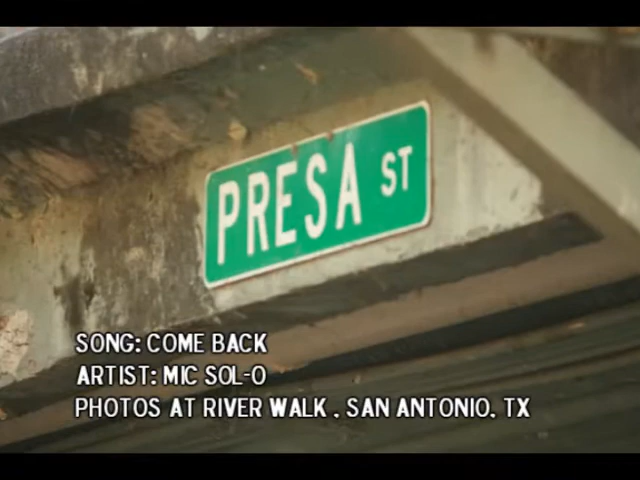 PRESA ST
SONG: COME BACK
ARTIST: MIC SOL-O
PHOTOS AT RIVER WALK . SAN ANTONIO. TX